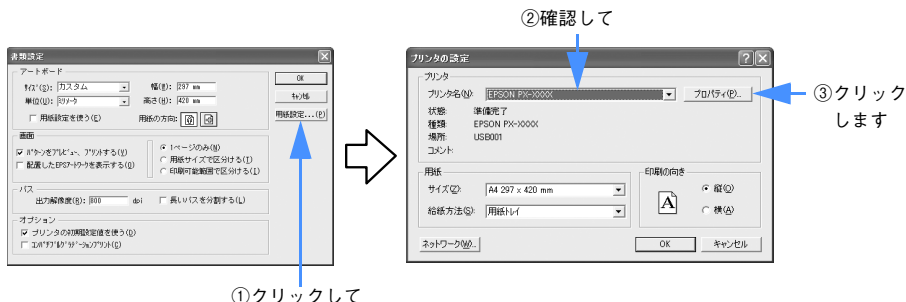 ②確認して
書類設定
アートボード
サイズ(S): カスタム
幅(W): 297 mm
OK
単位(U): ミリメータ
高さ(H): 420 mm
キャンセル
用紙設定を使う(E)
用紙の方向:
用紙設定...(P)
画面
パターンをプレビュー、プリントする(V)
1ページのみ(N)
配置したEPSアートワークを表示する(O)
用紙サイズで区分ける(T)
印刷可能範囲で区分ける(I)
パス
出力解像度(R): 800 dpi
長いパスを分割する(L)
オプション
プリンタの初期設定値を使う(D)
コンパチブルグラデーションプリント(G)
①クリックして
プリンタの設定
プリンタ
プリンタ名(N): EPSON PX-XXXX
プロパティ(P)...
状態: 準備完了
種類: EPSON PX-XXXX
場所: USB001
コメント:
用紙
サイズ(Z): A4 297 x 420 mm
給紙方法(S): 用紙トレイ
印刷の向き
A
縦(O)
横(A)
ネットワーク(W)...
OK
キャンセル
③クリック
します